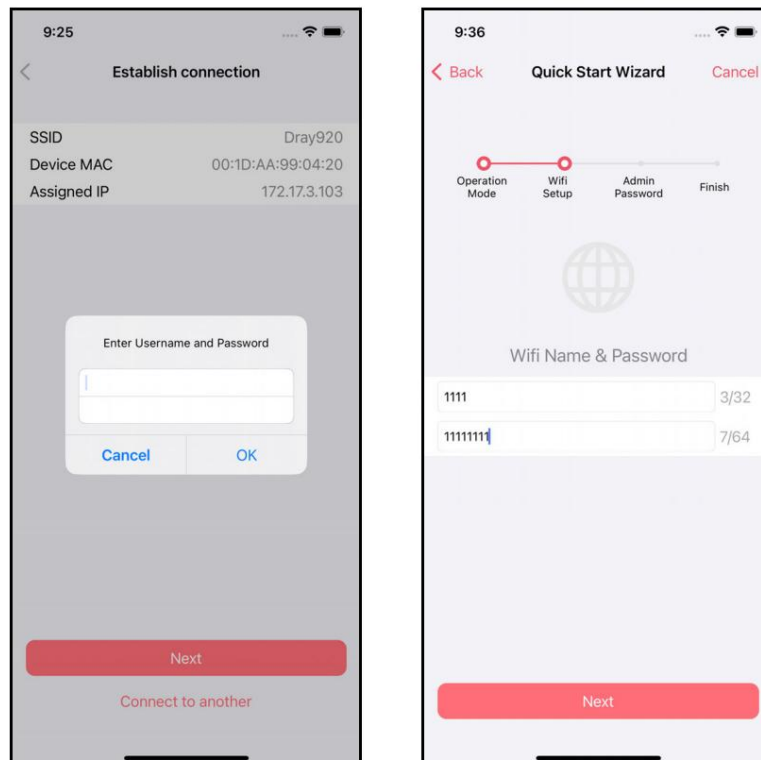 9:25
Establish connection
SSID Dray920
Device MAC 00:1D:AA:99:04:20
Assigned IP 172.17.3.103
Enter Username and Password
Cancel OK
Next
Connect to another
9:36
Back Quick Start Wizard Cancel
Operation Mode
Wifi Setup
Admin Password
Finish
Wifi Name & Password
1111 3/32
11111111 7/64
Next